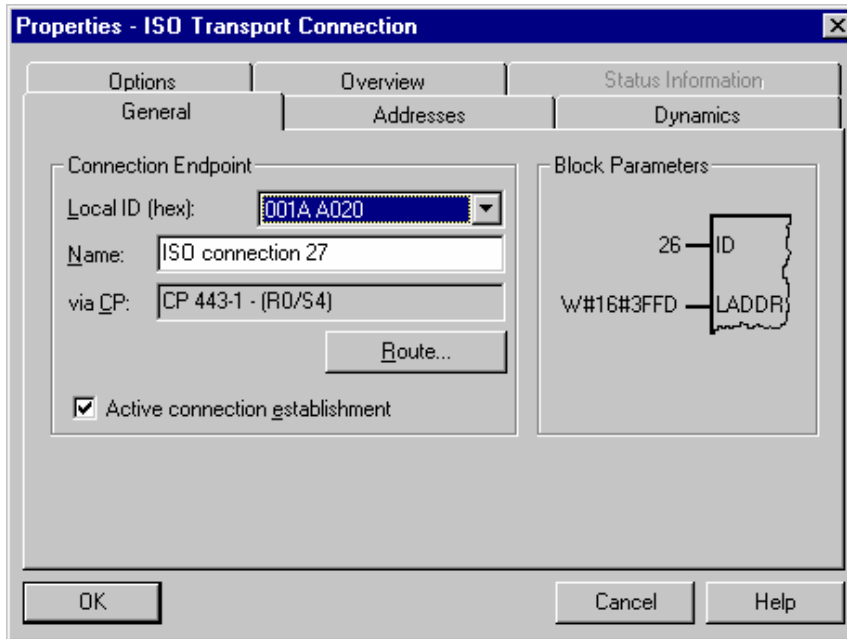 Properties - ISO Transport Connection
Options Overview Status Information
General Addresses Dynamics
Connection Endpoint
Local ID (hex): 001A A020
Name: ISO connection 27
via CP: CP 443-1 - (R0/S4)
Route...
Active connection establishment
Block Parameters
26 ID
W#16#3FFD LADDR
OK Cancel Help